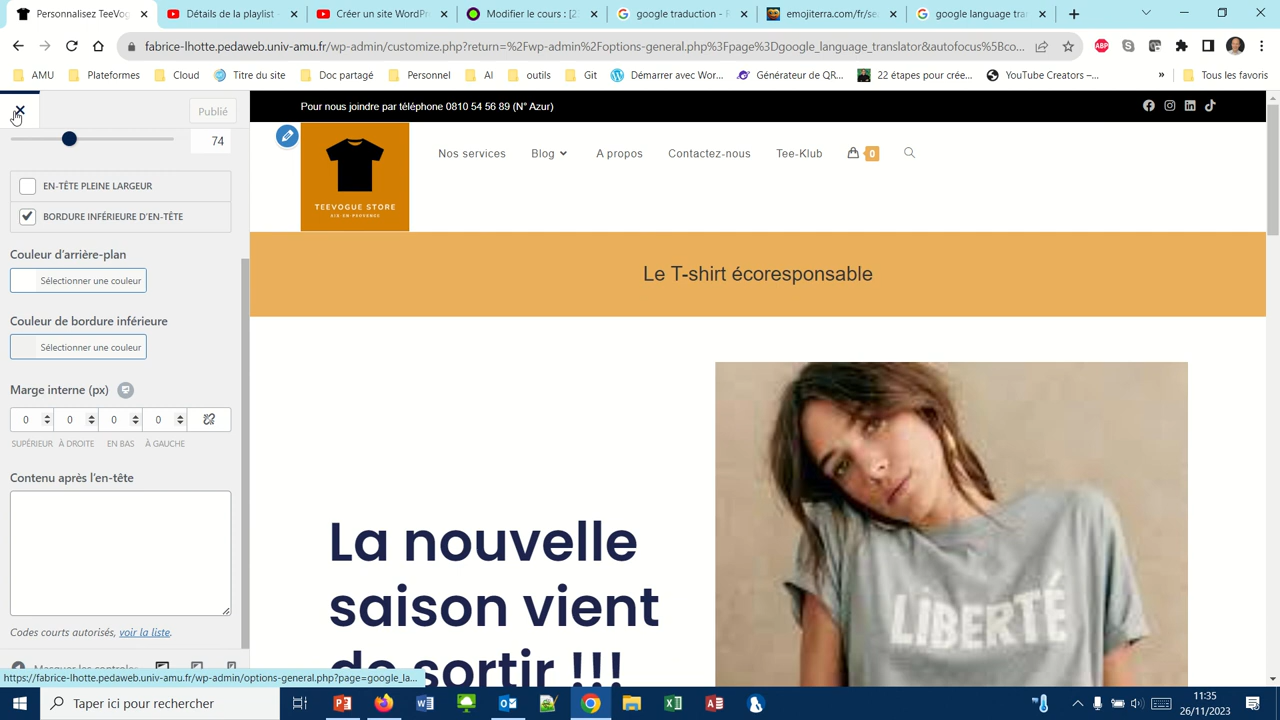 Détails de la playlist
Customize
Modifier le cours : [2
google traduction - R
emojiterra.com/fr/se
google language tra
fabrice-lhotte.pedaweb.univ-amu.fr/wp-admin/customize.php?return=%2Fwp-admin%2Foptions-general.php%3Fpage%3Dgoogle_language_translator&autofocus%5Bco...
AMU
Plateformes
Cloud
Titre du site
Doc partagé
Personnel
AI
outils
Git
Démarrer avec Wor...
Générateur de QR...
22 étapes pour crée...
YouTube Creators –...
»
Tous les favoris
Publié
Pour nous joindre par téléphone 0810 54 56 89 (N° Azur)
74
TEEVOGUE STORE
AIX EN PROVENCE
Nos services
Blog
A propos
Contactez-nous
Tee-Klub
0
EN-TÊTE PLEINE LARGEUR
BORDURE INFÉRIEURE D'EN-TÊTE
Couleur d'arrière-plan
Sélectionner une couleur
Le T-shirt écoresponsable
Couleur de bordure inférieure
Sélectionner une couleur
Marge interne (px)
0 0 0 0
SUPÉRIEUR À DROITE EN BAS À GAUCHE
Contenu après l'en-tête
La nouvelle
saison vient
de sortir !!!
LIBERTÉ
Codes courts autorisés, voir la liste.
https://fabrice-lhotte.pedaweb.univ-amu.fr/wp-admin/options-general.php?page=google_la...
Taper ici pour rechercher
11:35
26/11/2023